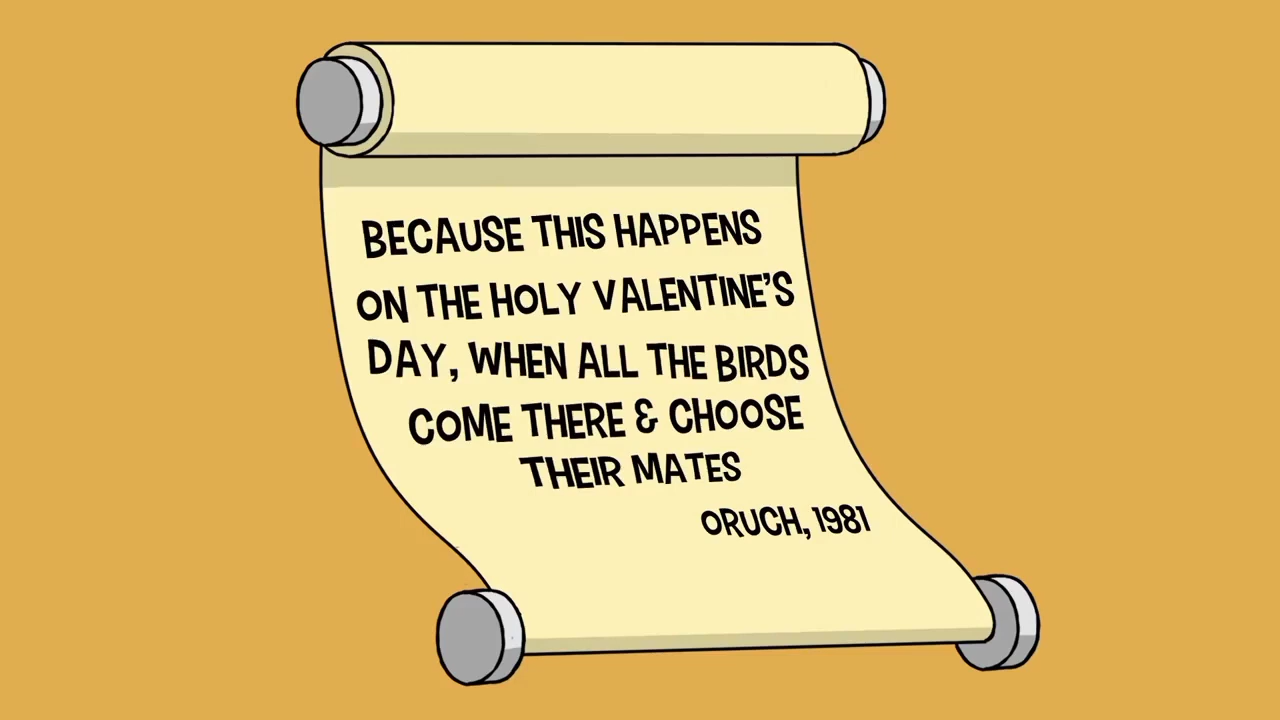 BECAUSE THIS HAPPENS
ON THE HOLY VALENTINE'S
DAY, WHEN ALL THE BIRDS
COME THERE & CHOOSE
THEIR MATES
ORUCH, 1981